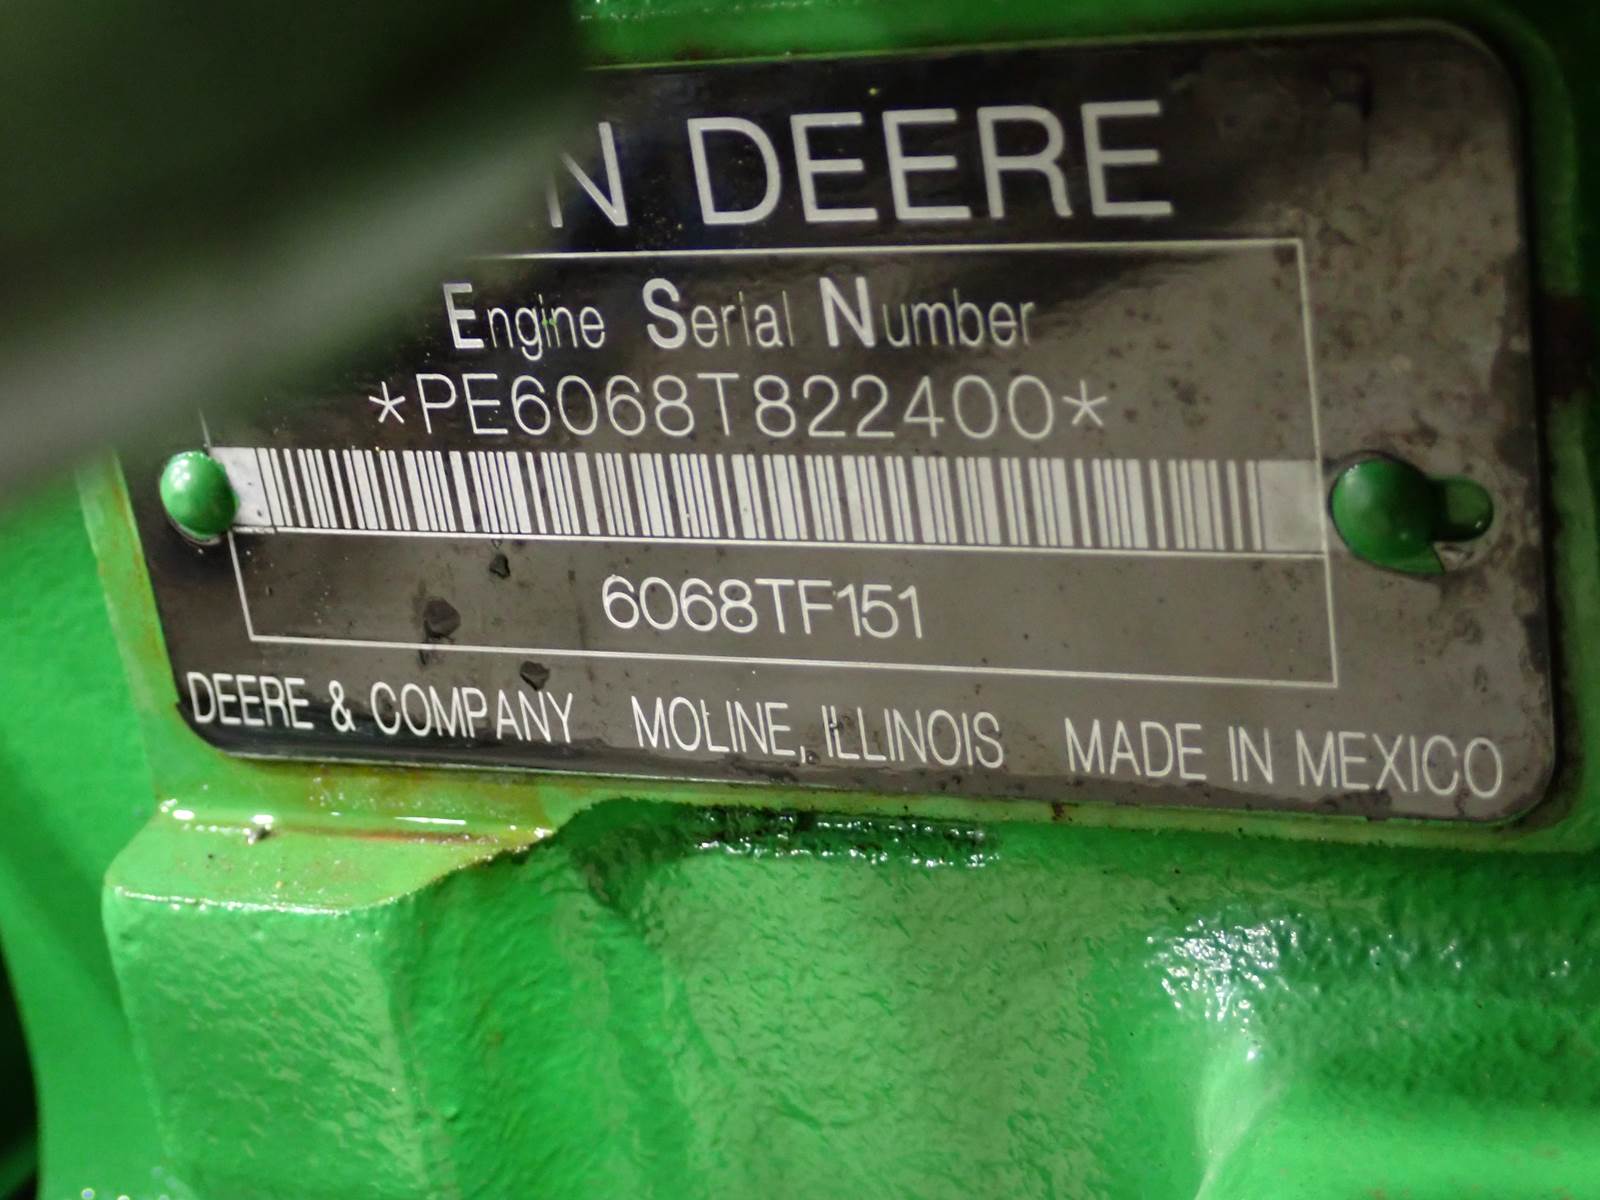 N DEERE
Engine Serial Number
*PE6068T822400*
6068TF151
DEERE & COMPANY MOLINE, ILLINOIS MADE IN MEXICO